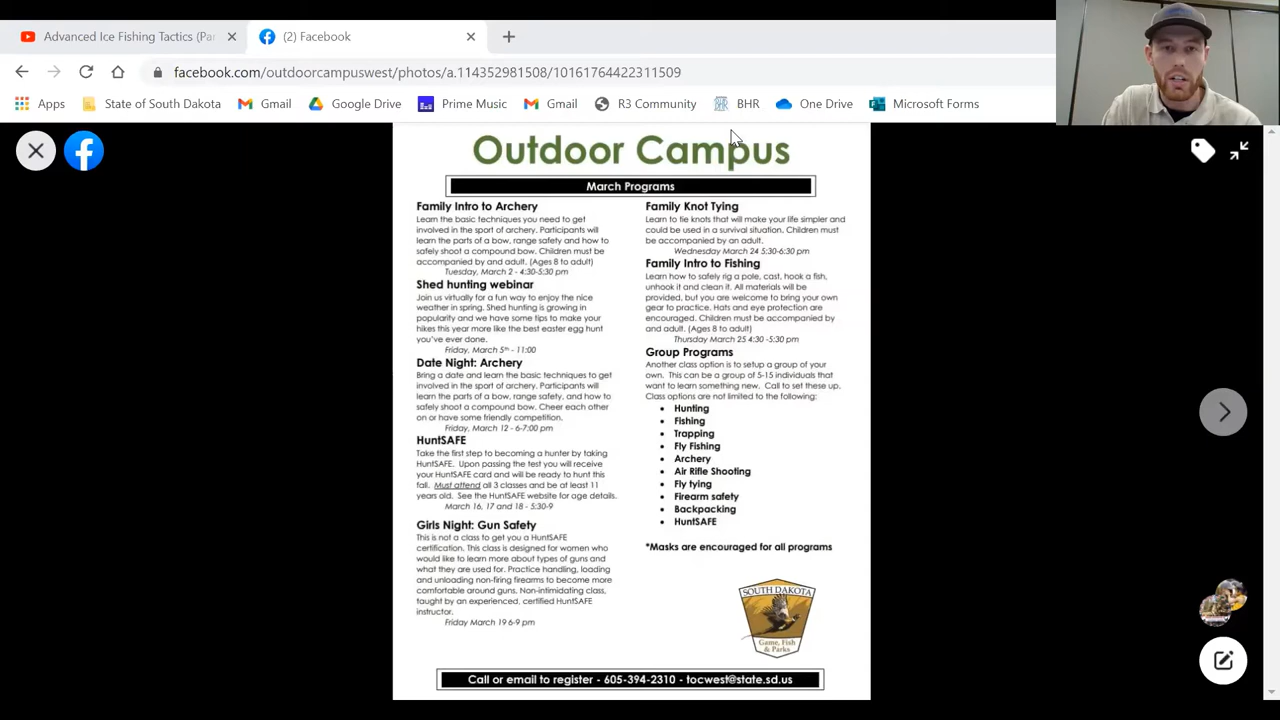 Advanced Ice Fishing Tactics (Par
(2) Facebook
facebook.com/outdoorcampuswest/photos/a.114352981508/10161764422311509
Apps
State of South Dakota
Gmail
Google Drive
Prime Music
Gmail
R3 Community
BHR
One Drive
Microsoft Forms
Outdoor Campus
March Programs
Family Intro to Archery
Learn the basic techniques you need to get
involved in the sport of archery. Participants will
learn the parts of a bow, range safety and how to
safely shoot a compound bow. Children must be
accompanied by and adult. (Ages 8 to adult)
Tuesday, March 2 - 4:30-5:30 pm
Shed hunting webinar
Join us virtually for a fun way to enjoy the nice
weather in spring. Shed hunting is growing in
popularity and we have some tips to make your
hikes this year more like the best easter egg hunt
you've ever done.
Friday, March 5th - 11:00
Date Night: Archery
Bring a date and learn the basic techniques to get
involved in the sport of archery. Participants will
learn the parts of a bow, range safety, and how to
safely shoot a compound bow. Cheer each other
on or have some friendly competition.
Friday, March 12 - 6-7:00 pm
HuntSAFE
Take the first step to becoming a hunter by taking
HuntSAFE. Upon passing the test you will receive
your HuntSAFE card and will be ready to hunt this
fall. Must attend all 3 classes and be at least 11
years old. See the HuntSAFE website for age details.
March 16, 17 and 18 - 5:30-9
Girls Night: Gun Safety
This is not a class to get you a HuntSAFE
certification. This class is designed for women who
would like to learn more about types of guns and
what they are used for. Practice handling, loading
and unloading non-firing firearms to become more
comfortable around guns. Non-intimidating class,
taught by an experienced, certified HuntSAFE
instructor.
Friday March 19 6-9 pm
Family Knot Tying
Learn to tie knots that will make your life simpler and
could be used in a survival situation. Children must
be accompanied by an adult.
Wednesday March 24 5:30-6:30 pm
Family Intro to Fishing
Learn how to safely rig a pole, cast, hook a fish,
unhook it and clean it. All materials will be
provided, but you are welcome to bring your own
gear to practice. Hats and eye protection are
encouraged. Children must be accompanied by
and adult. (Ages 8 to adult)
Thursday March 25 4:30 -5:30 pm
Group Programs
Another class option is to setup a group of your
own. This can be a group of 5-15 individuals that
want to learn something new. Call to set these up.
Class options are not limited to the following:
• Hunting
• Fishing
• Trapping
• Fly Fishing
• Archery
• Air Rifle Shooting
• Fly tying
• Firearm safety
• Backpacking
• HuntSAFE
*Masks are encouraged for all programs
SOUTH DAKOTA
Game, Fish
& Parks
Call or email to register - 605-394-2310 - tocwest@state.sd.us